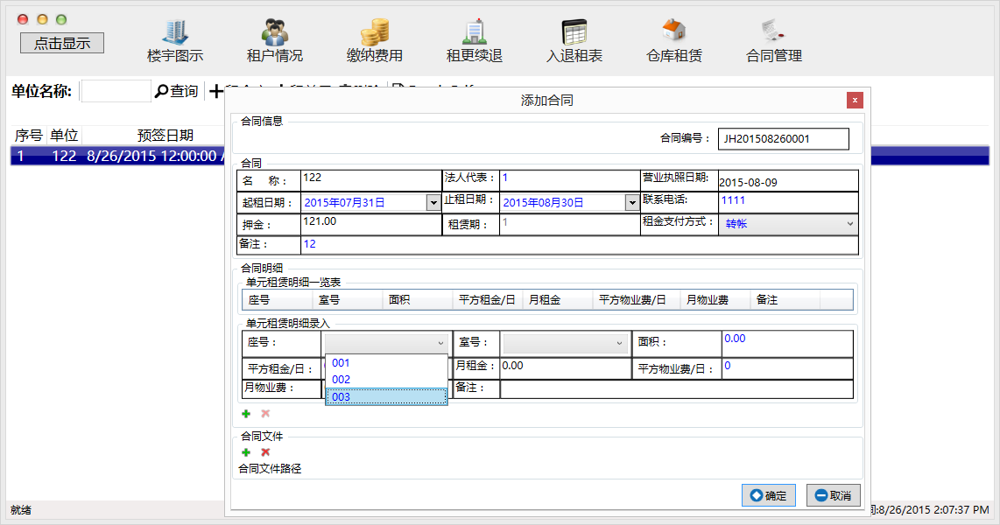 点击显示
楼宇图示 租户情况 缴纳费用 租更续退 入退租表 仓库租赁 合同管理
单位名称: 查询
序号 单位 预签日期
1 122 8/26/2015 12:00:00
添加合同
x
合同信息
合同编号： JH201508260001
合同
名 称： 122 法人代表： 1 营业执照日期: 2015-08-09
起租日期： 2015年07月31日 止租日期： 2015年08月30日 联系电话: 1111
押金： 121.00 租赁期： 1 租金支付方式： 转帐
备注： 12
合同明细
单元租赁明细一览表
座号 室号 面积 平方租金/日 月租金 平方物业费/日 月物业费 备注
单元租赁明细录入
座号： 室号： 面积： 0.00
平方租金/日： 月租金： 0.00 平方物业费/日： 0
月物业费： 备注：
001
002
003
合同文件
合同文件路径
确定 取消
就绪 :8/26/2015 2:07:37 PM